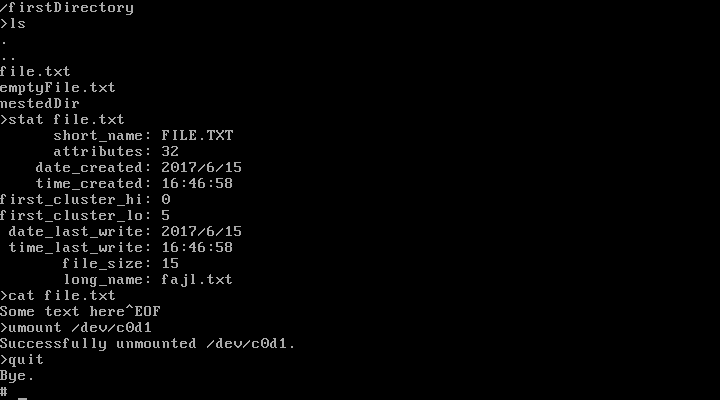 /firstDirectory
>ls
.
..
file.txt
emptyFile.txt
nestedDir
>stat file.txt
short_name: FILE.TXT
attributes: 32
date_created: 2017/6/15
time_created: 16:46:58
first_cluster_hi: 0
first_cluster_lo: 5
date_last_write: 2017/6/15
time_last_write: 16:46:58
file_size: 15
long_name: fajl.txt
>cat file.txt
Some text here^EOF
>umount /dev/c0d1
Successfully unmounted /dev/c0d1.
>quit
Bye.
# _